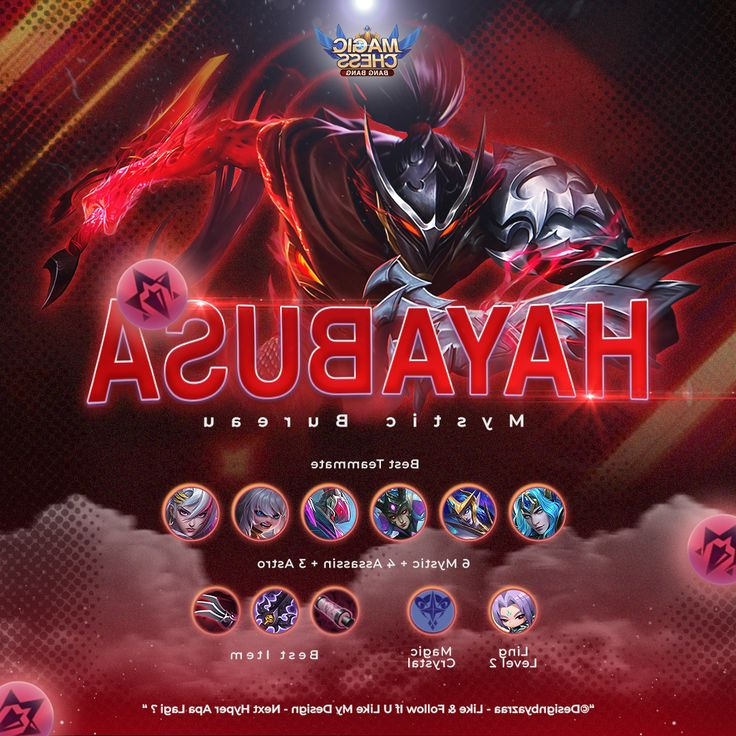 MAGIC
CHESS
BANG BANG
HAYABUSA
Mystic Bureau
Best Teammate
6 Mystic + 4 Assassin + 3 Astro
Ling
Level 2
Magic
Crystal
Best Item
“©Designbyazraa - Like & Follow If U Like My Design - Next Hyper Apa Lagi ? “